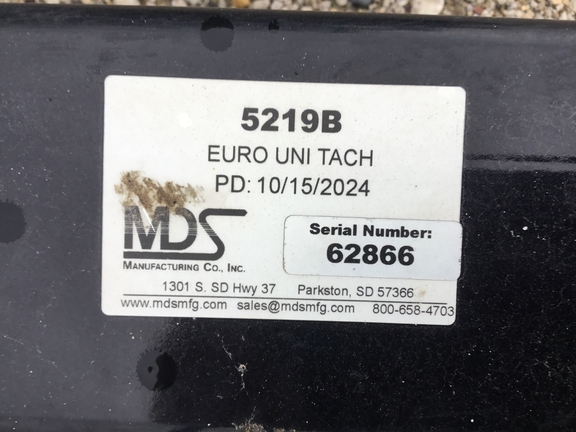 5219B
EURO UNI TACH
PD: 10/15/2024
MDS
MANUFACTURING CO., INC.
Serial Number:
62866
1301 S. SD Hwy 37 Parkston, SD 57366
www.mdsmfg.com sales@mdsmfg.com 800-658-4703